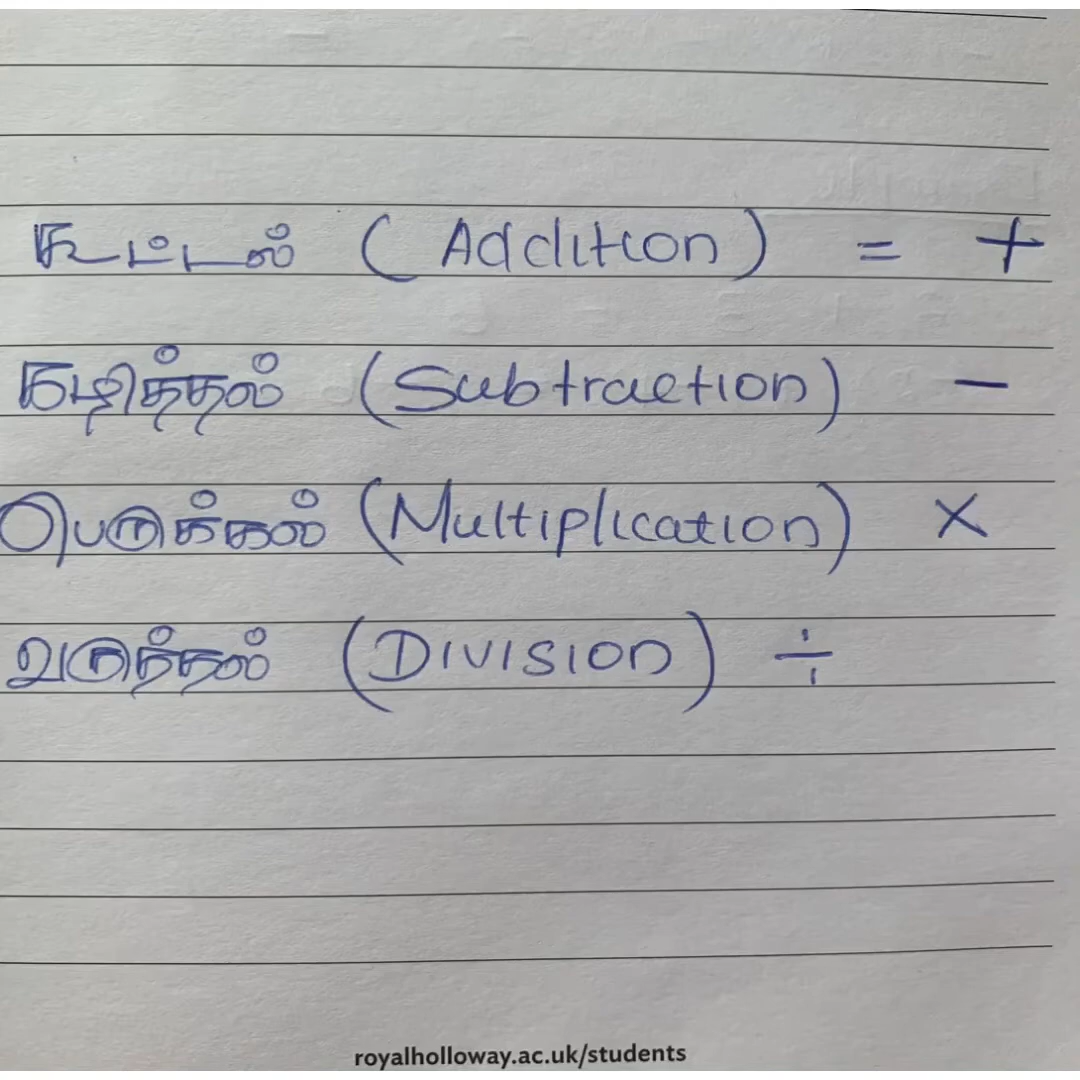 கூட்டல் (Addition) = +
கழித்தல் (Subtraction) −
பெருக்கல் (Multiplication) ×
வகுத்தல் (Division) ÷
royalholloway.ac.uk/students